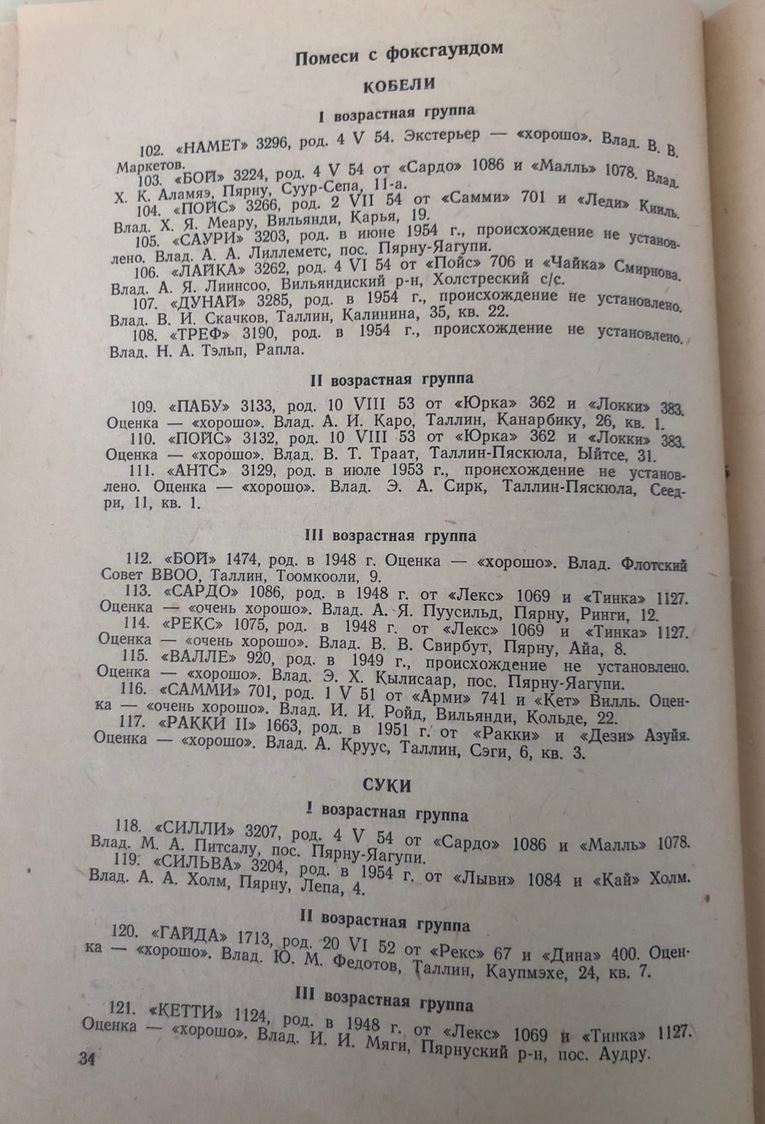 Помеси с фоксгаундом
КОБЕЛИ
I возрастная группа
102. «НАМЕТ» 3296, род. 4 V 54. Экстерьер — «хорошо». Влад. В. В.
Маркетов.
103. «БОЙ» 3224, род. 4 V 54 от «Сардо» 1086 и «Малль» 1078. Влад.
Х. К. Аламяэ, Пярну, Суур-Сепа, 11-а.
104. «ПОЙС» 3266, род. 2 VII 54 от «Самми» 701 и «Леди» Кииль.
Влад. Х. Я. Меару, Вильянди, Карья, 19.
105. «САУРИ» 3203, род. в июне 1954 г., происхождение не установ-
лено. Влад. А. А. Лиллеметс, пос. Пярну-Яагупи.
106. «ЛАЙКА» 3262, род. 4 VI 54 от «Пойс» 706 и «Чайка» Смирнова.
Влад. А. Я. Лиинсоо, Вильяндиский р-н, Холстреский с/с.
107. «ДУНАЙ» 3285, род. в 1954 г., происхождение не установлено.
Влад. В. И. Скачков, Таллин, Калинина, 35, кв. 22.
108. «ТРЕФ» 3190, род. в 1954 г., происхождение не установлено.
Влад. Н. А. Тэльп, Рапла.
II возрастная группа
109. «ПАБУ» 3133, род. 10 VIII 53 от «Юрка» 362 и «Локки» 383.
Оценка — «хорошо». Влад. А. И. Каро, Таллин, Канарбику, 26, кв. 1.
110. «ПОЙС» 3132, род. 10 VIII 53 от «Юрка» 362 и «Локки» 383.
Оценка — «хорошо». Влад. В. Т. Траат, Таллин-Пяскюла, Ыйтсе, 31.
111. «АНТС» 3129, род. в июле 1953 г., происхождение не установ-
лено. Оценка — «хорошо». Влад. Э. А. Сирк, Таллин-Пяскюла, Сеед-
ри, 11, кв. 1.
III возрастная группа
112. «БОЙ» 1474, род. в 1948 г. Оценка — «хорошо». Влад. Флотский
Совет ВВОО, Таллин, Тоомкооли, 9.
113. «САРДО» 1086, род. в 1948 г. от «Лекс» 1069 и «Тинка» 1127.
Оценка — «очень хорошо». Влад. А. Я. Пуусильд, Пярну, Ринги, 12.
114. «РЕКС» 1075, род. в 1948 г. от «Лекс» 1069 и «Тинка» 1127.
Оценка — «очень хорошо». Влад. В. В. Свирбут, Пярну, Айа, 8.
115. «ВАЛЛЕ» 920, род. в 1949 г., происхождение не установлено.
Оценка — «хорошо». Влад. Э. Х. Кылисаар, пос. Пярну-Яагупи.
116. «САММИ» 701, род. 1 V 51 от «Арми» 741 и «Кет» Вилль. Оцен-
ка — «очень хорошо». Влад. И. И. Ройд, Вильянди, Кольде, 22.
117. «РАККИ II» 1663, род. в 1951 г. от «Ракки» и «Дези» Азуйя.
Оценка — «хорошо». Влад. А. Круус, Таллин, Сэги, 6, кв. 3.
СУКИ
I возрастная группа
118. «СИЛЛИ» 3207, род. 4 V 54 от «Сардо» 1086 и «Малль» 1078.
Влад. М. А. Питсалу, пос. Пярну-Яагупи.
119. «СИЛЬВА» 3204, род. в 1954 г. от «Лыви» 1084 и «Кай» Холм.
Влад. А. А. Холм, Пярну, Лепа, 4.
II возрастная группа
120. «ГАЙДА» 1713, род. 20 VI 52 от «Рекс» 67 и «Дина» 400. Оцен-
ка — «хорошо». Влад. Ю. М. Федотов, Таллин, Каупмэхе, 24, кв. 7.
III возрастная группа
121. «КЕТТИ» 1124, род. в 1948 г. от «Лекс» 1069 и «Тинка» 1127.
Оценка — «хорошо». Влад. И. И. Мяги, Пярнуский р-н, пос. Аудру.
34